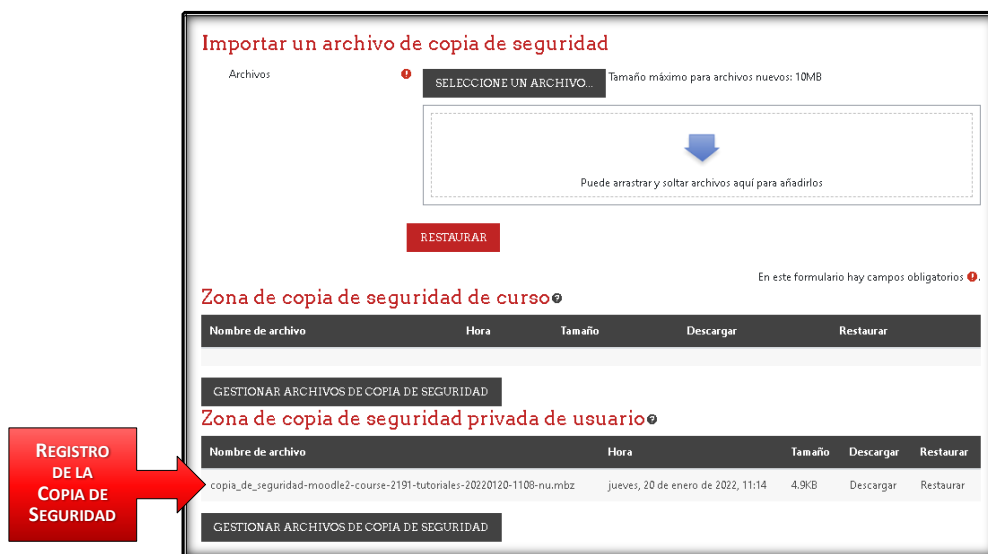 Importar un archivo de copia de seguridad
Archivos
SELECCIONE UN ARCHIVO...
Tamaño máximo para archivos nuevos: 10MB
Puede arrastrar y soltar archivos aquí para añadirlos
RESTAURAR
En este formulario hay campos obligatorios .
Zona de copia de seguridad de curso
Nombre de archivo Hora Tamaño Descargar Restaurar
GESTIONAR ARCHIVOS DE COPIA DE SEGURIDAD
Zona de copia de seguridad privada de usuario
Nombre de archivo Hora Tamaño Descargar Restaurar
copia_de_seguridad-moodle2-course-2191-tutoriales-20220120-1108-nu.mbz jueves, 20 de enero de 2022, 11:14 4.9KB Descargar Restaurar
GESTIONAR ARCHIVOS DE COPIA DE SEGURIDAD
REGISTRO
DE LA
COPIA DE
SEGURIDAD